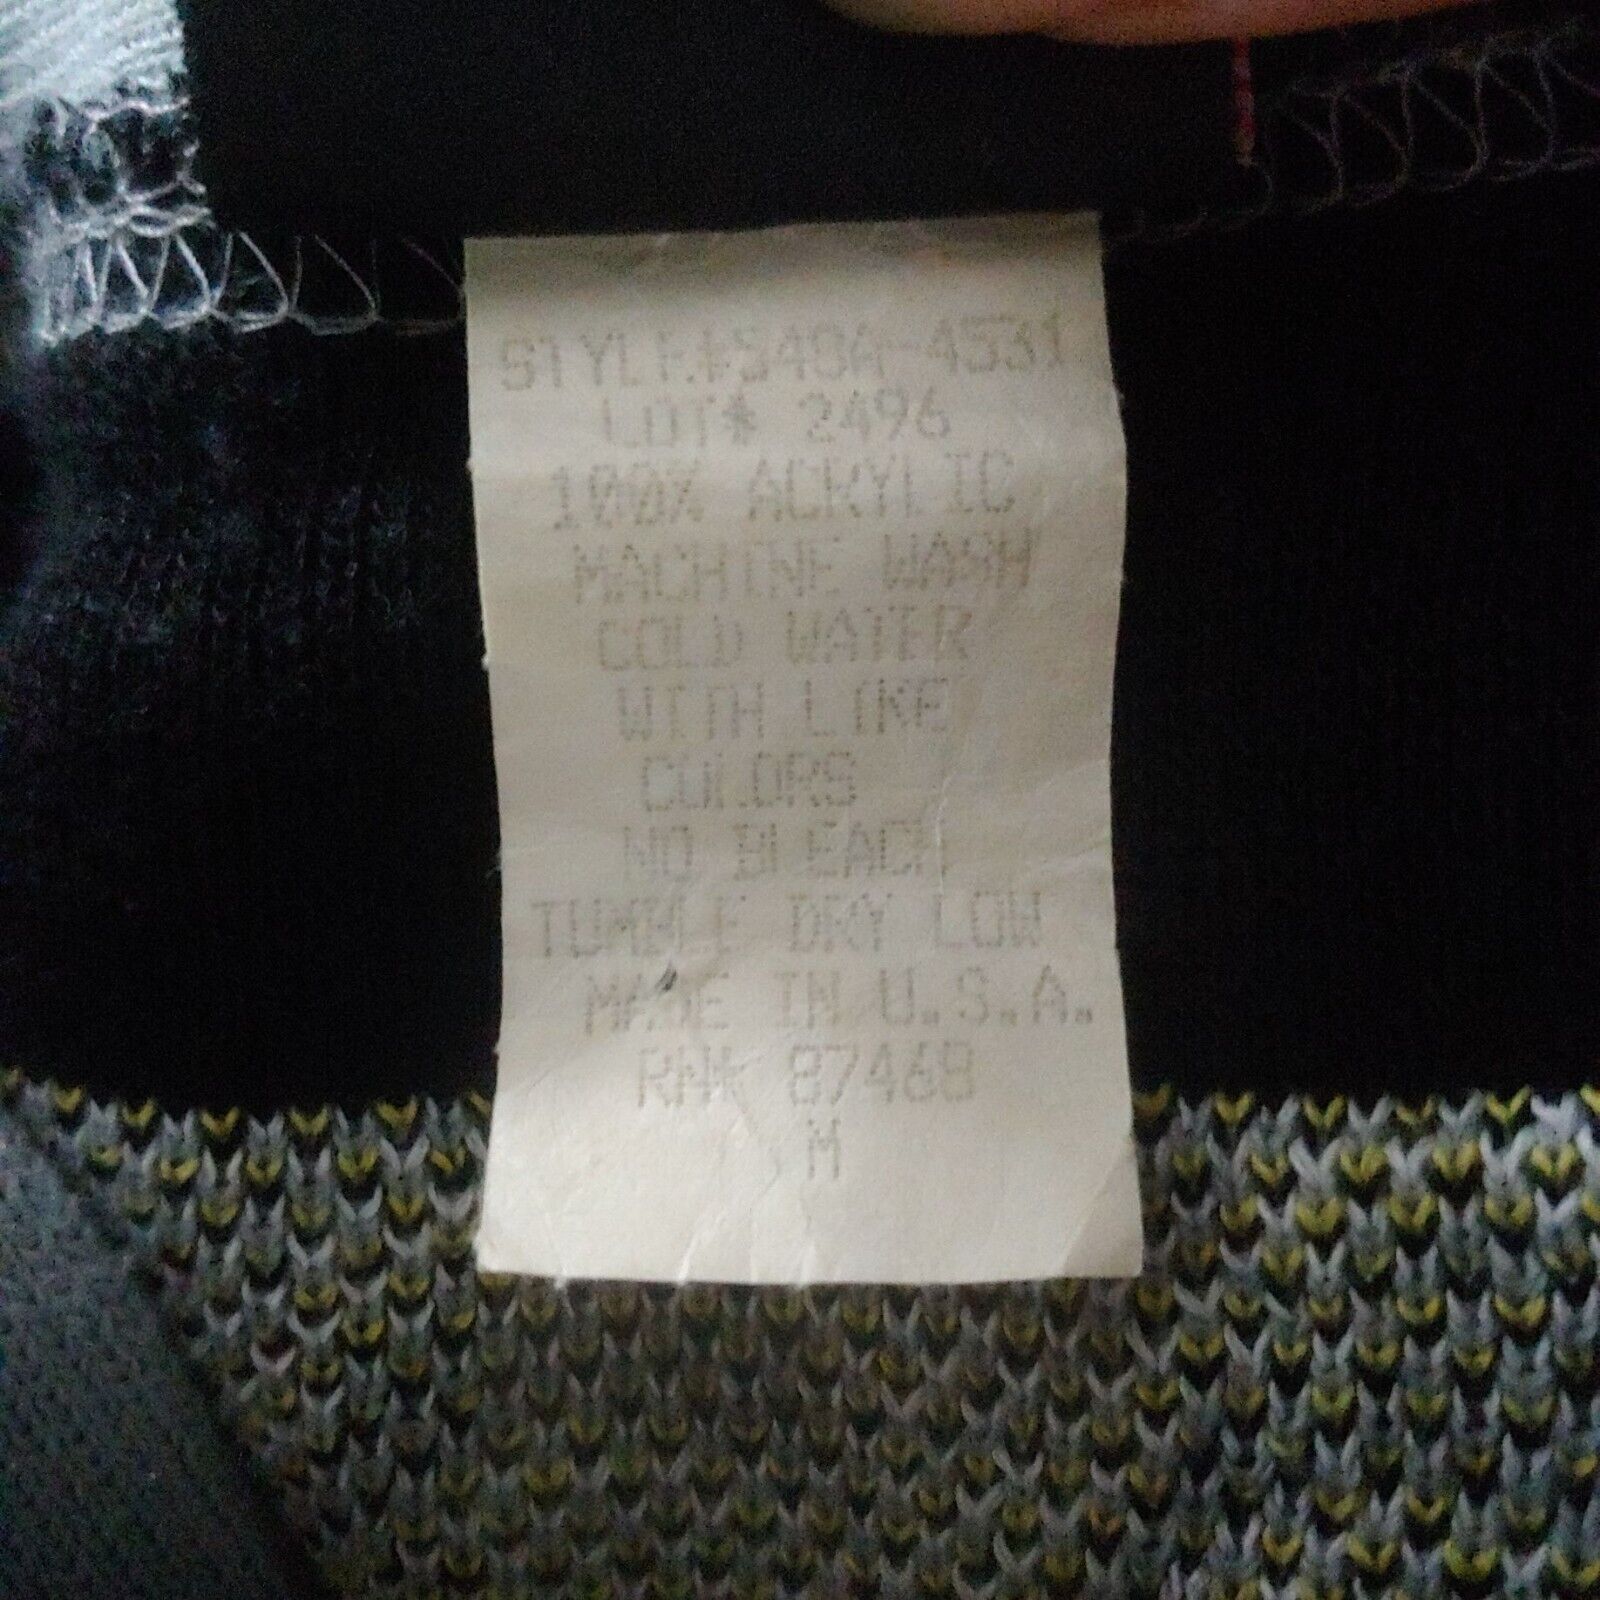 STYLE#S40A-4531
LOT# 2496
100% ACRYLIC
MACHINE WASH
COLD WATER
WITH LIKE
COLORS
NO BLEACH
TUMBLE DRY LOW
MADE IN U.S.A.
RN# 87468
M